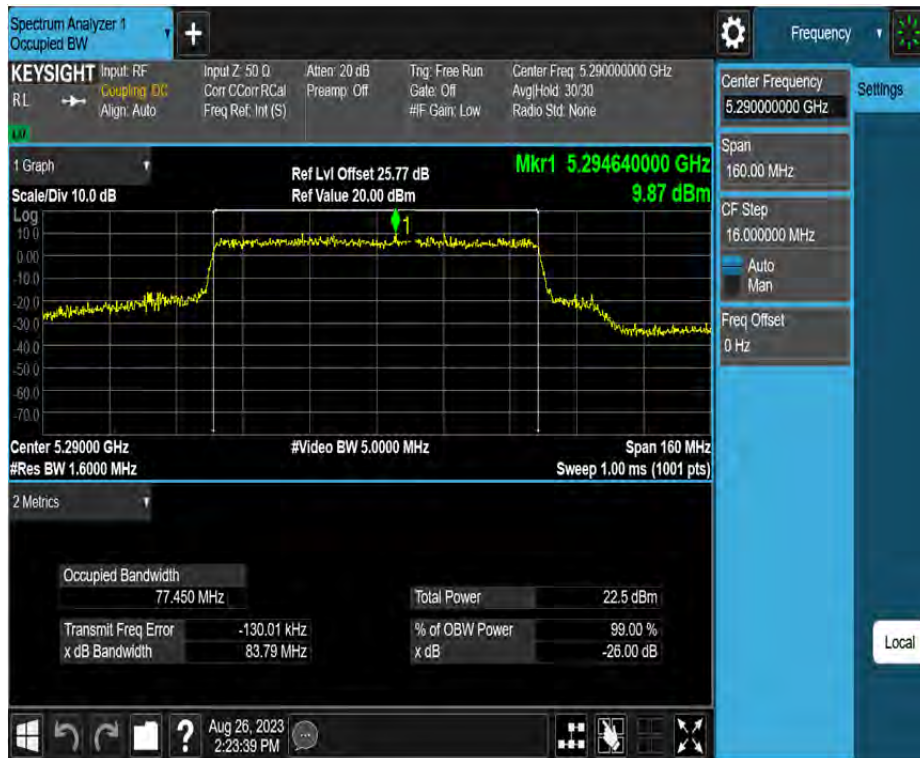 Spectrum Analyzer 1
Occupied BW
Frequency
KEYSIGHT
RL
Input: RF
Coupling: DC
Align: Auto
Input Z: 50 Ω
Corr CCorr RCal
Freq Ref: Int (S)
Atten: 20 dB
Preamp: Off
Trig: Free Run
Gate: Off
#IF Gain: Low
Center Freq: 5.290000000 GHz
Avg|Hold: 30/30
Radio Std: None
Center Frequency
5.290000000 GHz
Settings
Span
160.00 MHz
CF Step
16.000000 MHz
Auto
Man
Freq Offset
0 Hz
Local
1 Graph
Scale/Div 10.0 dB
Ref Lvl Offset 25.77 dB
Ref Value 20.00 dBm
Mkr1 5.294640000 GHz
9.87 dBm
Log
10.0
0.00
-10.0
-20.0
-30.0
-40.0
-50.0
-60.0
-70.0
1
Center 5.29000 GHz
#Res BW 1.6000 MHz
#Video BW 5.0000 MHz
Span 160 MHz
Sweep 1.00 ms (1001 pts)
2 Metrics
Occupied Bandwidth
77.450 MHz
Total Power 22.5 dBm
Transmit Freq Error -130.01 kHz
% of OBW Power 99.00 %
x dB Bandwidth 83.79 MHz
x dB -26.00 dB
Aug 26, 2023
2:23:39 PM